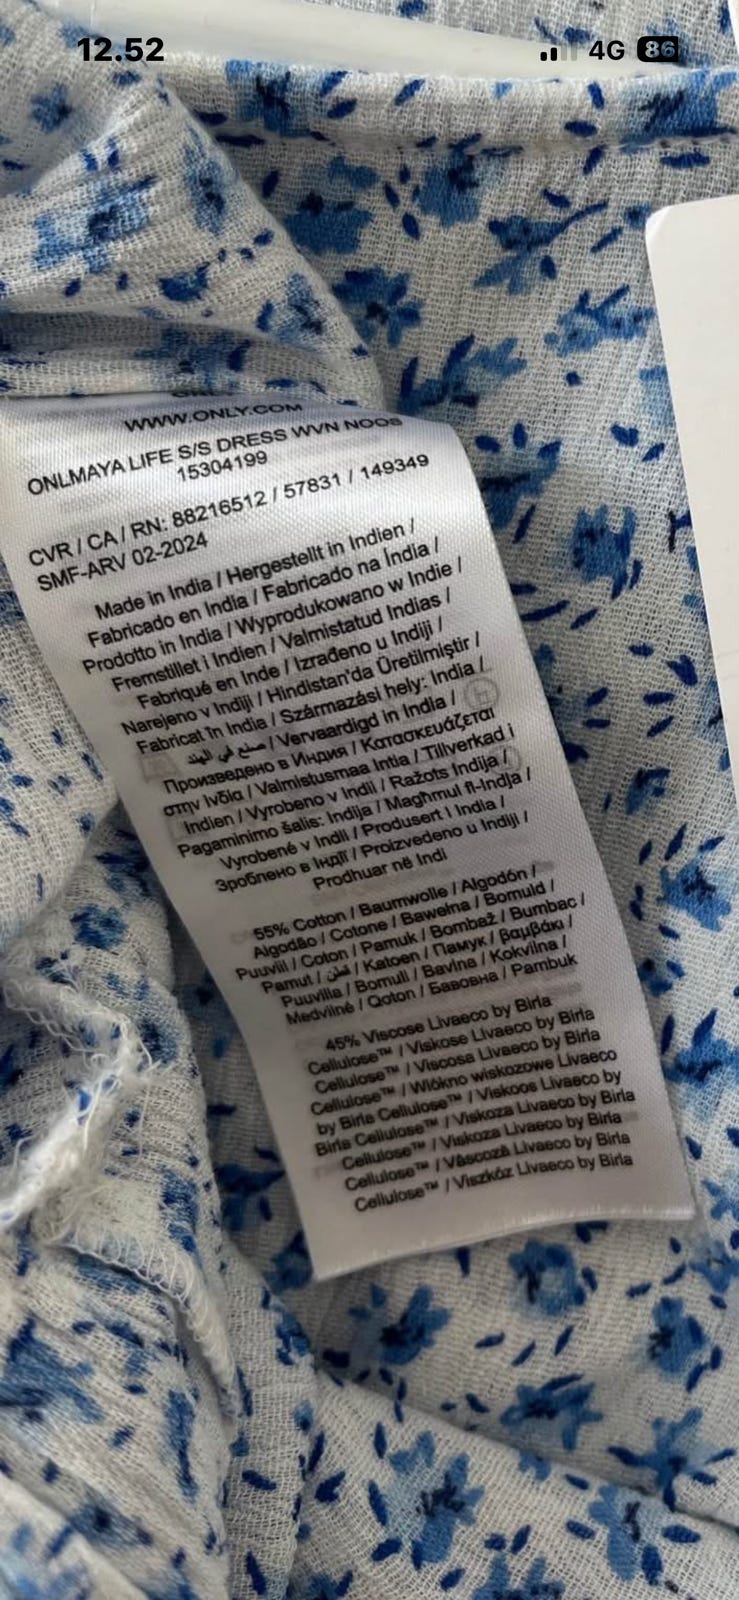 12.52
4G 86
WWW.ONLY.COM
ONLMAYA LIFE S/S DRESS WVN NOOS
15304199
CVR / CA / RN: 88216512 / 57831 / 149349
SMF-ARV 02-2024
Made in India / Hergestellt in Indien /
Fabricado en India / Fabricado na Índia /
Prodotto in India / Wyprodukowano w Indie /
Fremstillet i Indien / Valmistatud Indias /
Fabriqué en Inde / Izrađeno u Indiji /
Narejeno v Indiji / Hindistan'da Üretilmiştir /
Fabricat în India / Származási hely: India /
صنع في الهند / Vervaardigd in India /
Произведено в Индия / Κατασκευάζεται
στην Ινδία / Valmistusmaa Intia / Tillverkad i
Indien / Vyrobeno v Indii / Ražots Indija /
Pagaminimo šalis: Indija / Magħmul fl-Indja /
Vyrobené v Indii / Produsert i India /
Зроблено в Індії / Proizvedeno u Indiji /
Prodhuar në Indi
55% Cotton / Baumwolle / Algodón /
Algodão / Cotone / Bawełna / Bomuld /
Puuvill / Coton / Pamuk / Bombaž / Bumbac /
Pamut / قطن / Katoen / Памук / βαμβάκι /
Puuvilla / Bomull / Bavlna / Kokvilna /
Medvilnė / Qoton / Бавовна / Pambuk
45% Viscose Livaeco by Birla
Cellulose™ / Viskose Livaeco by Birla
Cellulose™ / Viscosa Livaeco by Birla
Cellulose™ / Włókno wiskozowe Livaeco
by Birla Cellulose™ / Viskoos Livaeco by
Birla Cellulose™ / Viskoza Livaeco by Birla
Cellulose™ / Viskoza Livaeco by Birla
Cellulose™ / Vâscoză Livaeco by Birla
Cellulose™ / Viszkóz Livaeco by Birla